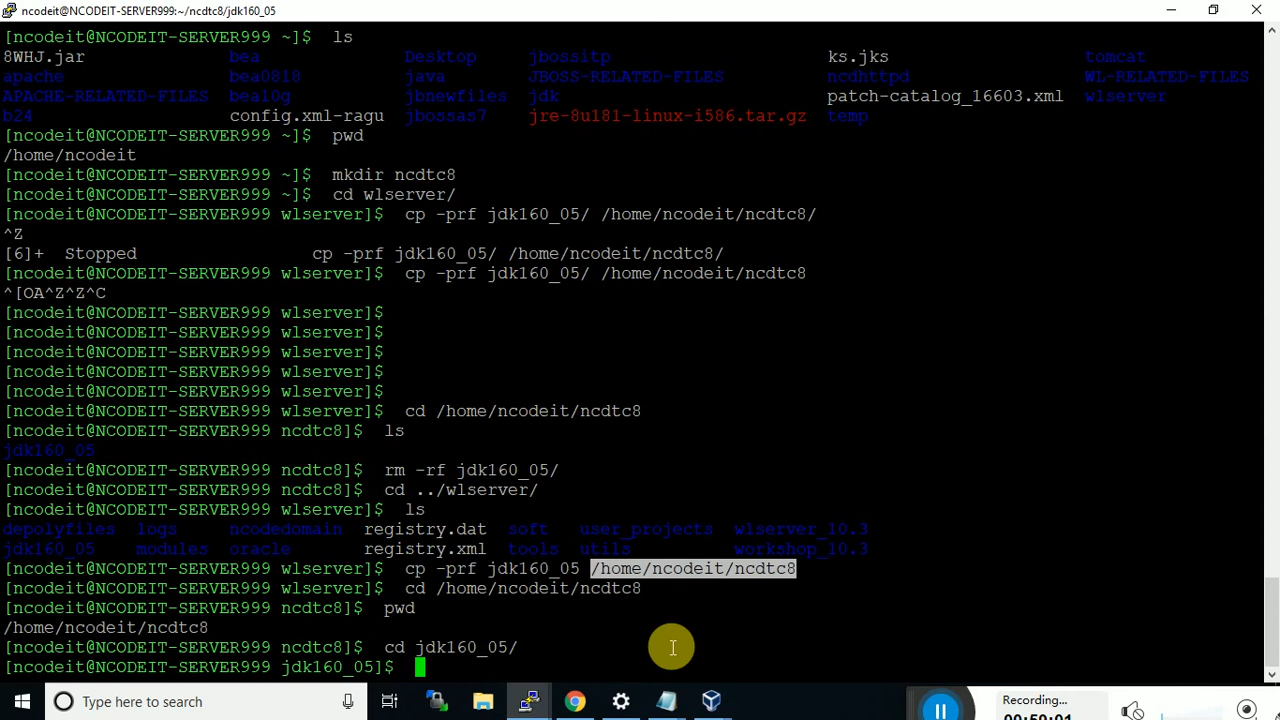 ncodeit@NCODEIT-SERVER999:~/ncdtc8/jdk160_05
[ncodeit@NCODEIT-SERVER999 ~]$ ls
8WHJ.jar bea Desktop jbossitp ks.jks tomcat
apache bea0818 java JBOSS-RELATED-FILES ncdhttpd WL-RELATED-FILES
APACHE-RELATED-FILES bea10g jbnewfiles jdk patch-catalog_16603.xml wlserver
b24 config.xml-ragu jbossas7 jre-8u181-linux-i586.tar.gz temp
[ncodeit@NCODEIT-SERVER999 ~]$ pwd
/home/ncodeit
[ncodeit@NCODEIT-SERVER999 ~]$ mkdir ncdtc8
[ncodeit@NCODEIT-SERVER999 ~]$ cd wlserver/
[ncodeit@NCODEIT-SERVER999 wlserver]$ cp -prf jdk160_05/ /home/ncodeit/ncdtc8/
^Z
[6]+ Stopped cp -prf jdk160_05/ /home/ncodeit/ncdtc8/
[ncodeit@NCODEIT-SERVER999 wlserver]$ cp -prf jdk160_05/ /home/ncodeit/ncdtc8
^[OA^Z^Z^C
[ncodeit@NCODEIT-SERVER999 wlserver]$
[ncodeit@NCODEIT-SERVER999 wlserver]$
[ncodeit@NCODEIT-SERVER999 wlserver]$
[ncodeit@NCODEIT-SERVER999 wlserver]$
[ncodeit@NCODEIT-SERVER999 wlserver]$
[ncodeit@NCODEIT-SERVER999 wlserver]$ cd /home/ncodeit/ncdtc8
[ncodeit@NCODEIT-SERVER999 ncdtc8]$ ls
jdk160_05
[ncodeit@NCODEIT-SERVER999 ncdtc8]$ rm -rf jdk160_05/
[ncodeit@NCODEIT-SERVER999 ncdtc8]$ cd ../wlserver/
[ncodeit@NCODEIT-SERVER999 wlserver]$ ls
depolyfiles logs ncodedomain registry.dat soft user_projects wlserver_10.3
jdk160_05 modules oracle registry.xml tools utils workshop_10.3
[ncodeit@NCODEIT-SERVER999 wlserver]$ cp -prf jdk160_05 /home/ncodeit/ncdtc8
[ncodeit@NCODEIT-SERVER999 wlserver]$ cd /home/ncodeit/ncdtc8
[ncodeit@NCODEIT-SERVER999 ncdtc8]$ pwd
/home/ncodeit/ncdtc8
[ncodeit@NCODEIT-SERVER999 ncdtc8]$ cd jdk160_05/
[ncodeit@NCODEIT-SERVER999 jdk160_05]$
Type here to search
Recording...
00:59:01